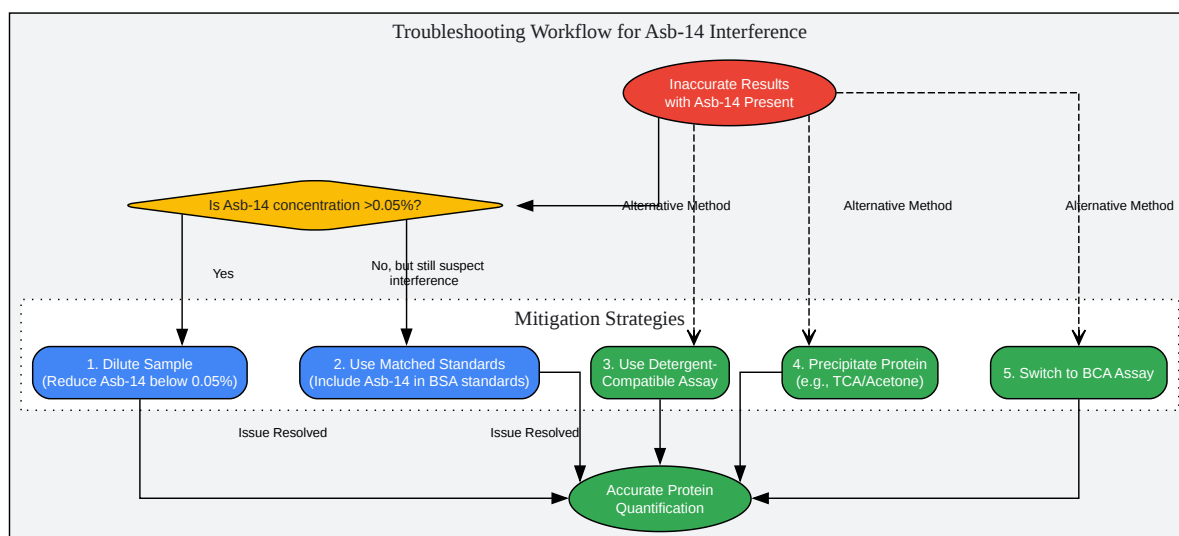 Troubleshooting Workflow for Asb-14 Interference
Inaccurate Results
with Asb-14 Present
Is Asb-14 concentration >0.05%?
Alternative Method
Alternative Method
Alternative Method
Yes
No, but still suspect
interference
Mitigation Strategies
1. Dilute Sample
(Reduce Asb-14 below 0.05%)
2. Use Matched Standards
(Include Asb-14 in BSA standards)
3. Use Detergent-
Compatible Assay
4. Precipitate Protein
(e.g., TCA/Acetone)
5. Switch to BCA Assay
Issue Resolved
Issue Resolved
Accurate Protein
Quantification